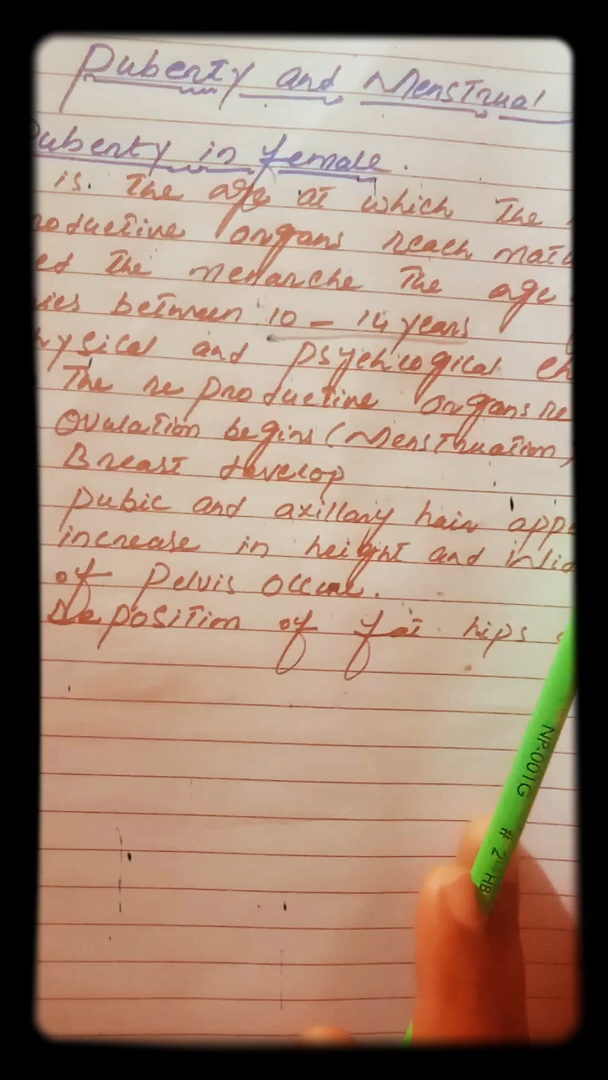 Puberty and Menstrual
Puberty in female.
is the age at which the
roductive organs reach matu
ed the menarche the age
ies between 10 - 14 years
hysical and psychological ch
The reproductive organs re
Ovulation begins (Menstruation,
Breast develop
Pubic and axillary hair appe
increase in height and
of Pelvis occur.
Deposition of fat hips
NP-001G # 2 HB